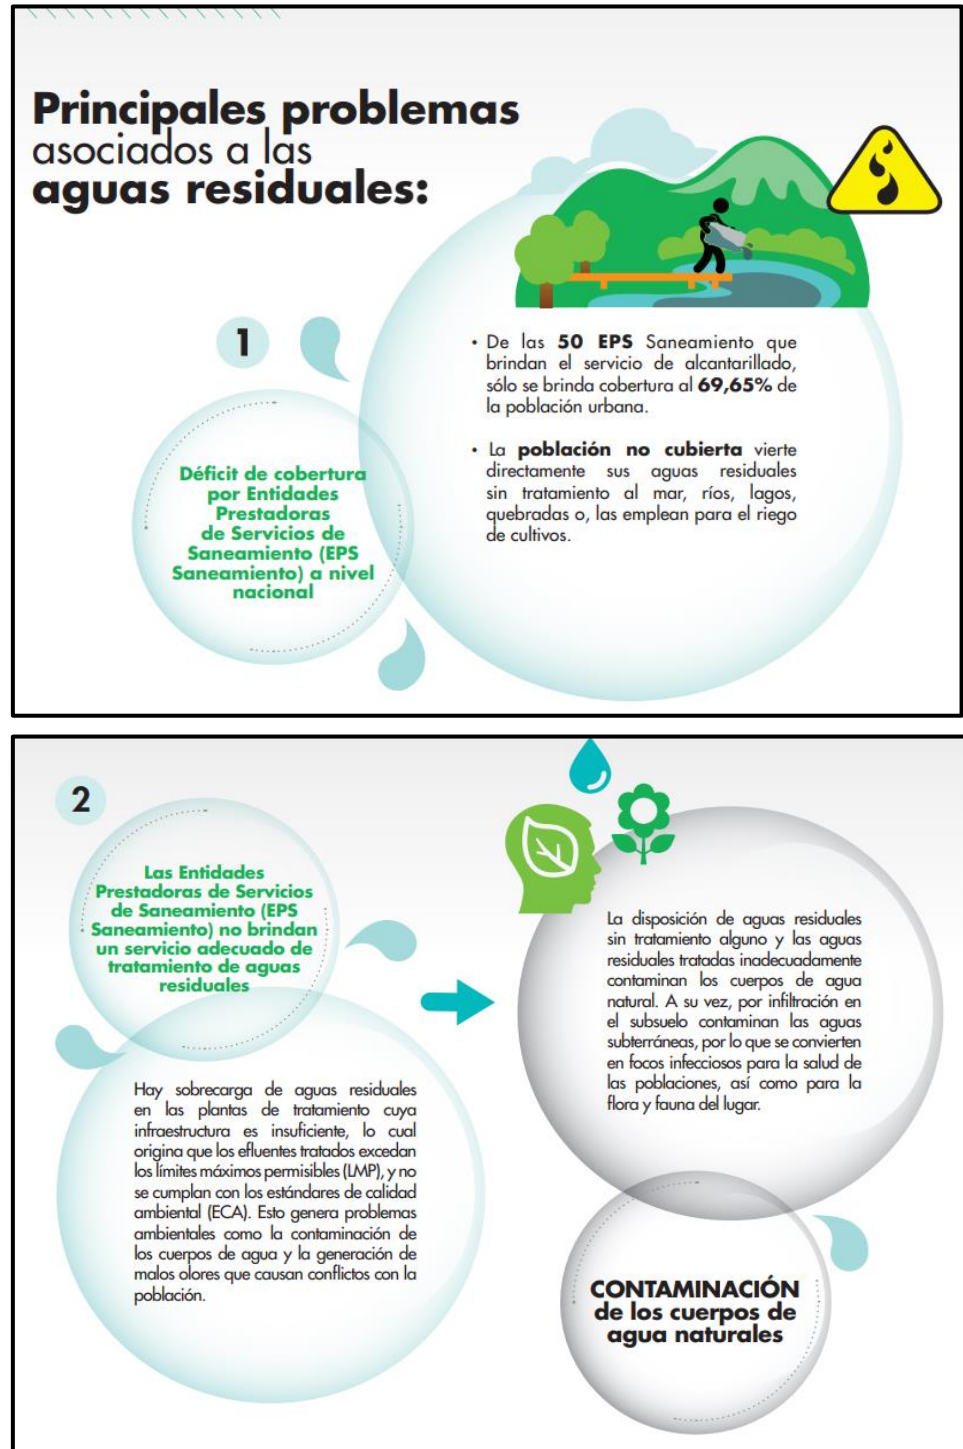 Principales problemas
asociados a las
aguas residuales:
1
Déficit de cobertura
por Entidades
Prestadoras
de Servicios de
Saneamiento (EPS
Saneamiento) a nivel
nacional
• De las 50 EPS Saneamiento que
brindan el servicio de alcantarillado,
sólo se brinda cobertura al 69,65% de
la población urbana.
• La población no cubierta vierte
directamente sus aguas residuales
sin tratamiento al mar, ríos, lagos,
quebradas o, las emplean para el riego
de cultivos.
2
Las Entidades
Prestadoras de Servicios
de Saneamiento (EPS
Saneamiento) no brindan
un servicio adecuado de
tratamiento de aguas
residuales
Hay sobrecarga de aguas residuales
en las plantas de tratamiento cuya
infraestructura es insuficiente, lo cual
origina que los efluentes tratados excedan
los límites máximos permisibles (LMP), y no
se cumplan con los estándares de calidad
ambiental (ECA). Esto genera problemas
ambientales como la contaminación de
los cuerpos de agua y la generación de
malos olores que causan conflictos con la
población.
La disposición de aguas residuales
sin tratamiento alguno y las aguas
residuales tratadas inadecuadamente
contaminan los cuerpos de agua
natural. A su vez, por infiltración en
el subsuelo contaminan las aguas
subterráneas, por lo que se convierten
en focos infecciosos para la salud de
las poblaciones, así como para la
flora y fauna del lugar.
CONTAMINACIÓN
de los cuerpos de
agua naturales